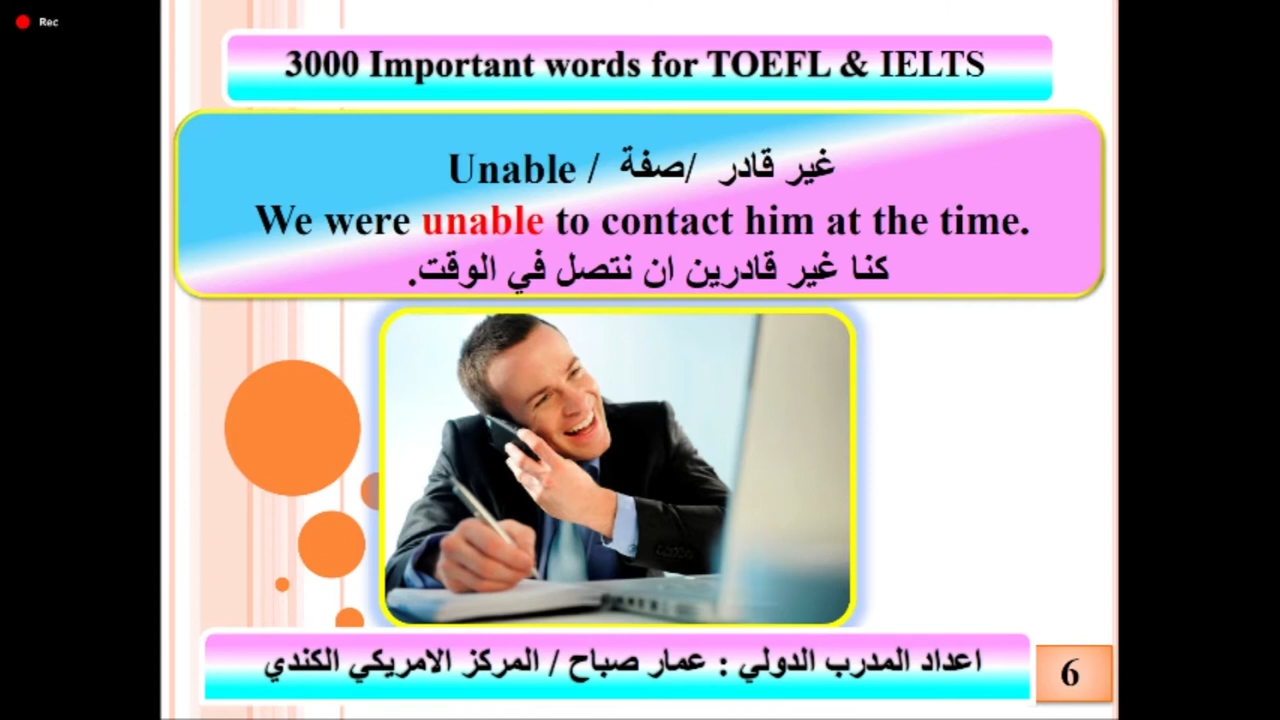 Rec
3000 Important words for TOEFL & IELTS
Unable / صفة / غير قادر
We were unable to contact him at the time.
كنا غير قادرين ان نتصل في الوقت.
اعداد المدرب الدولي : عمار صباح / المركز الامريكي الكندي
6